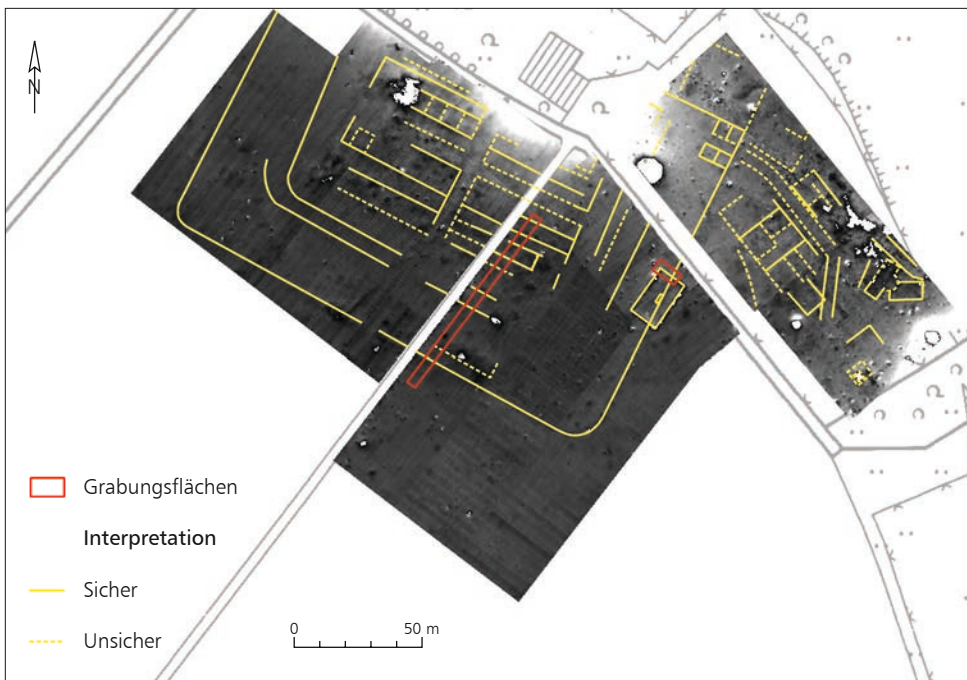 N
Grabungsflächen
Interpretation
Sicher
Unsicher
0 50 m